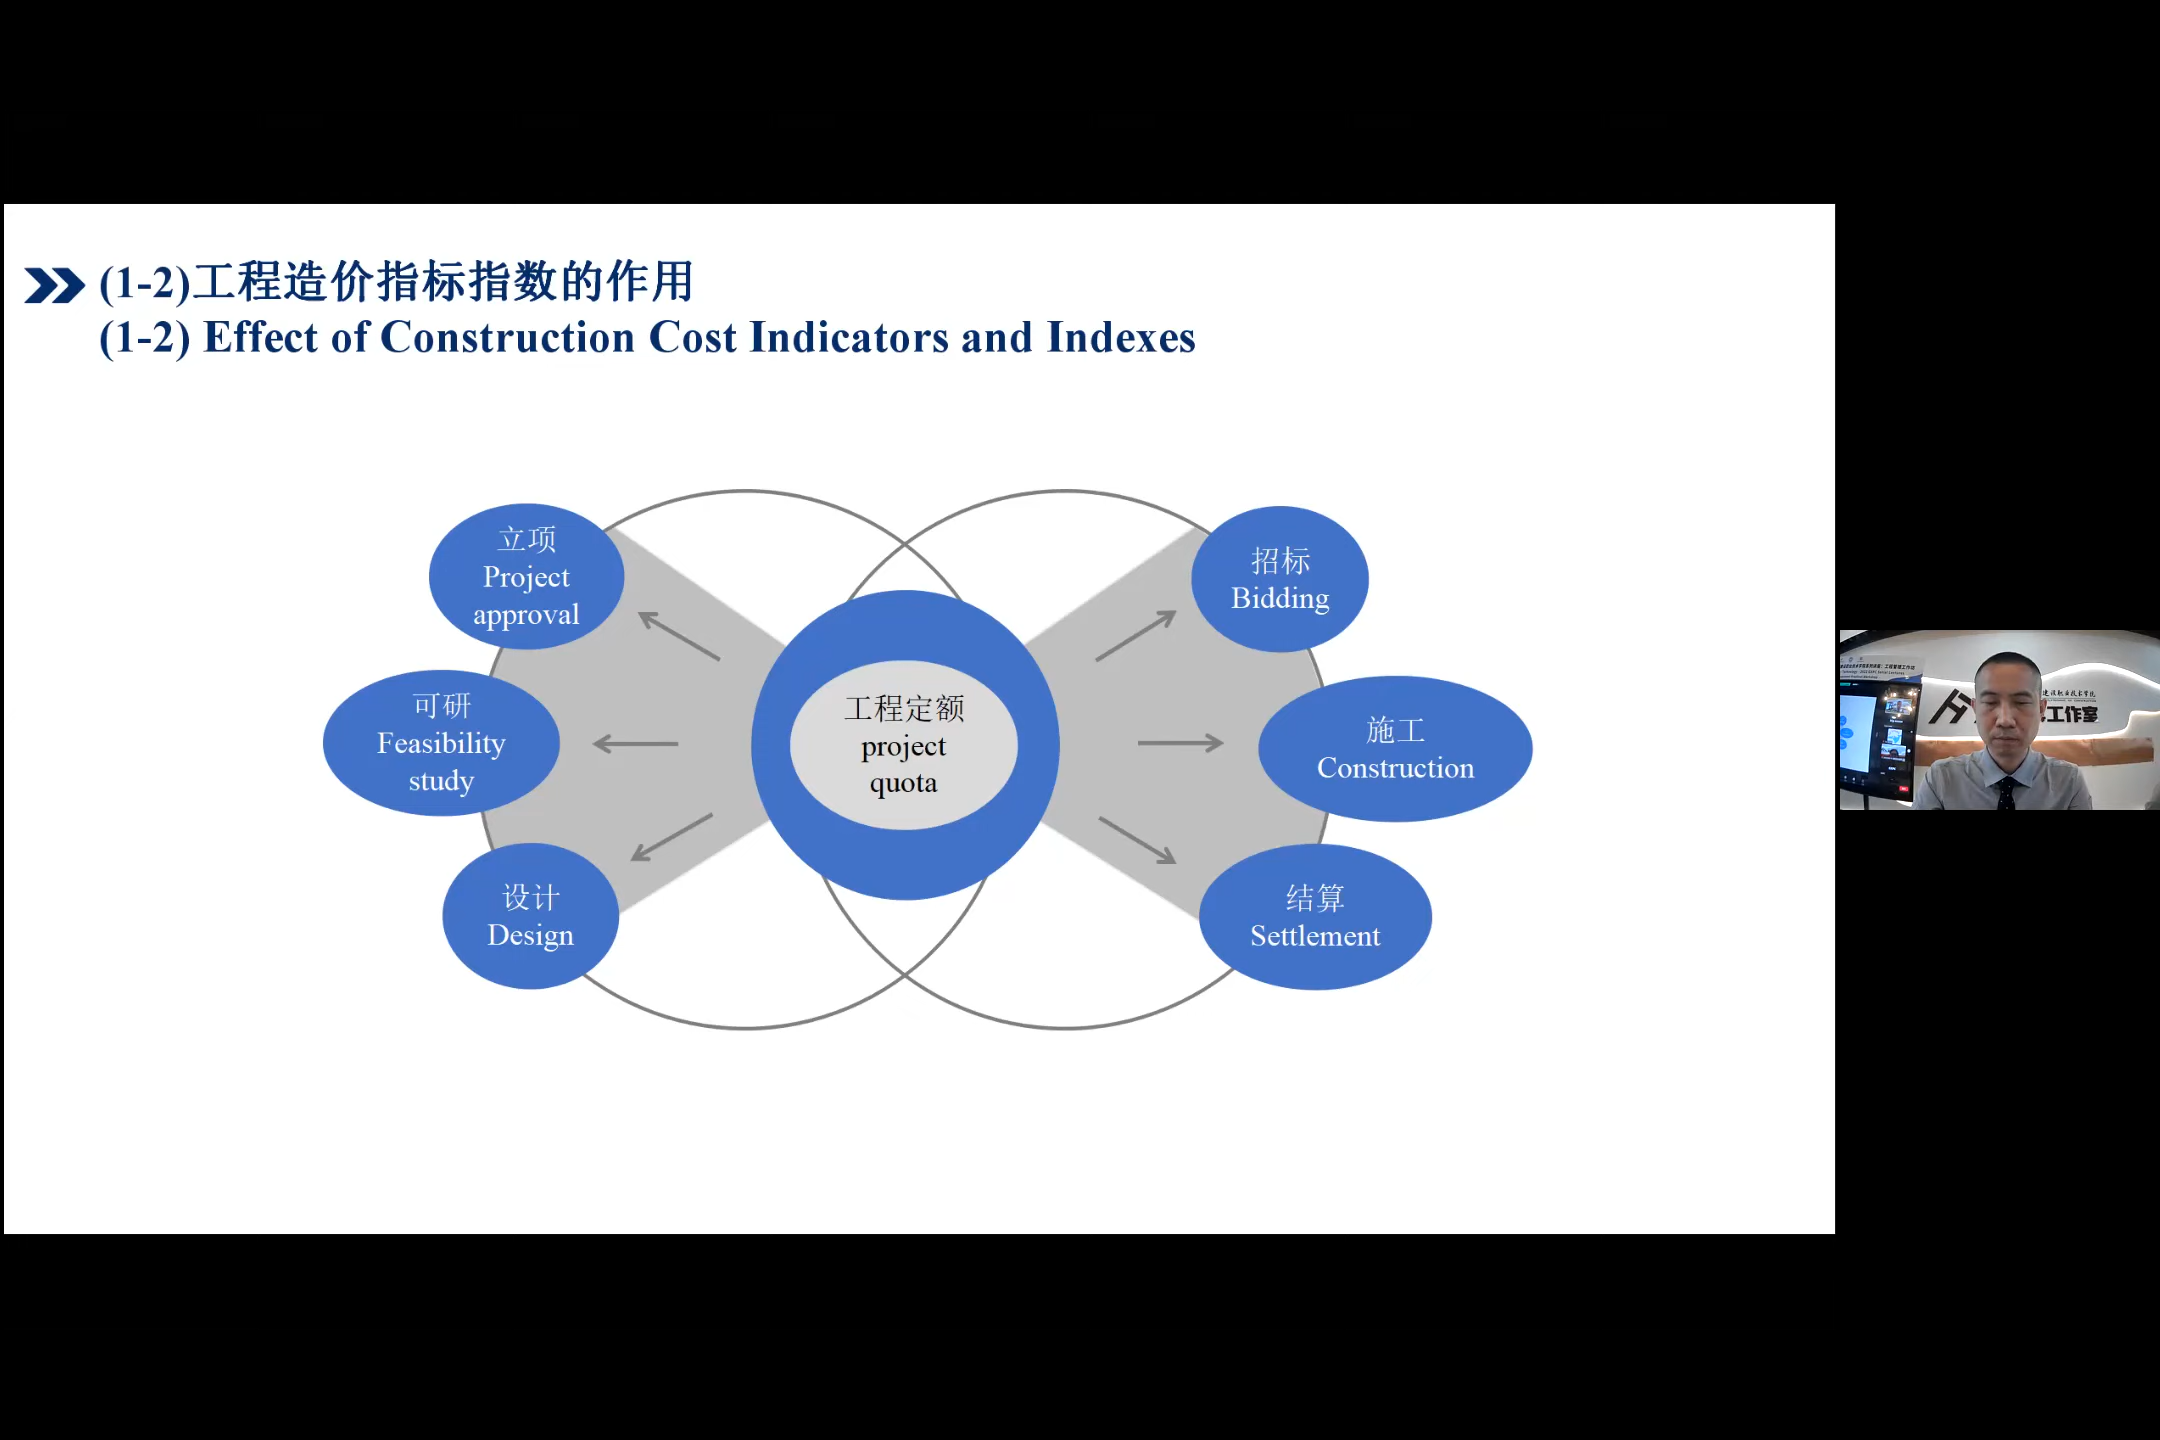 (1-2)工程造价指标指数的作用
(1-2) Effect of Construction Cost Indicators and Indexes
立项
Project
approval
可研
Feasibility
study
设计
Design
工程定额
project
quota
招标
Bidding
施工
Construction
结算
Settlement
工作室